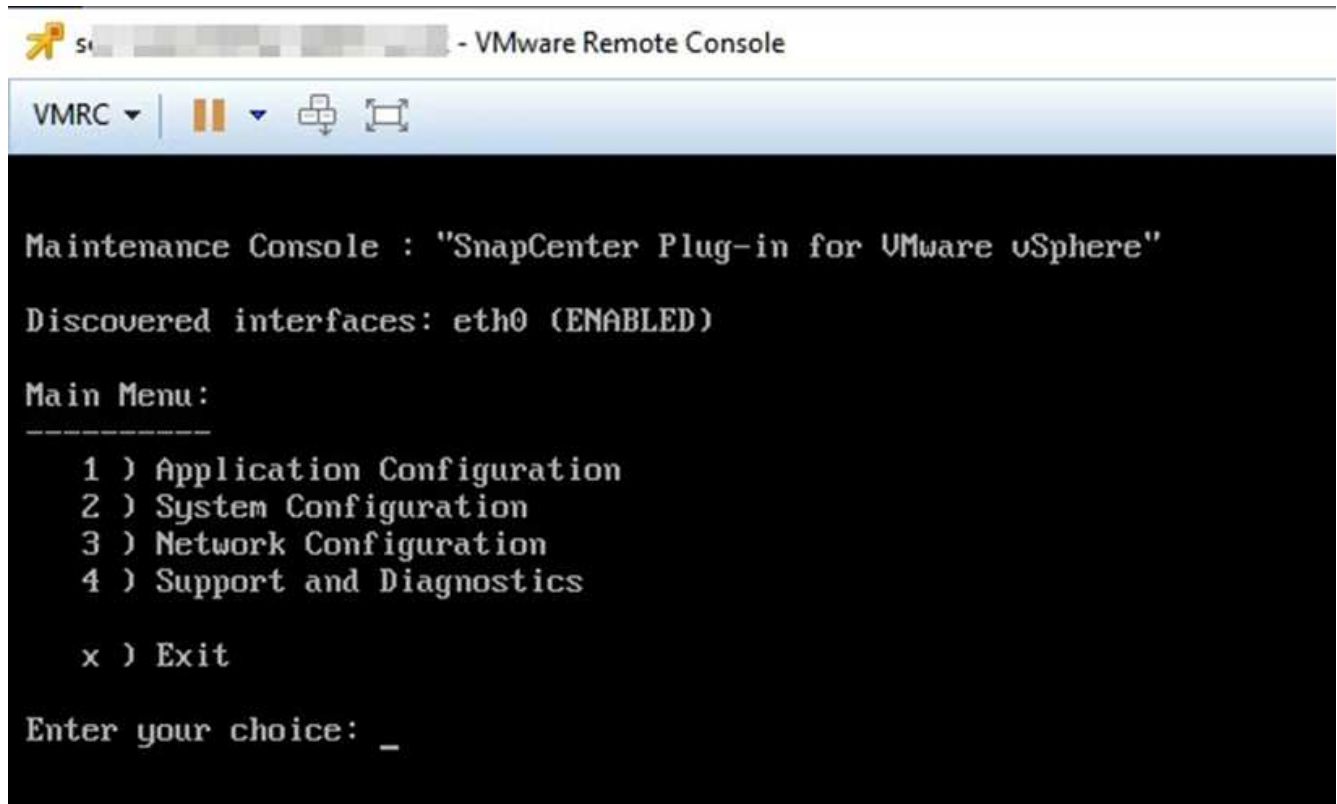 - VMware Remote Console
VMRC
Maintenance Console : "SnapCenter Plug-in for VMware vSphere"
Discovered interfaces: eth0 (ENABLED)
Main Menu:
----------
1 ) Application Configuration
2 ) System Configuration
3 ) Network Configuration
4 ) Support and Diagnostics
x ) Exit
Enter your choice: _